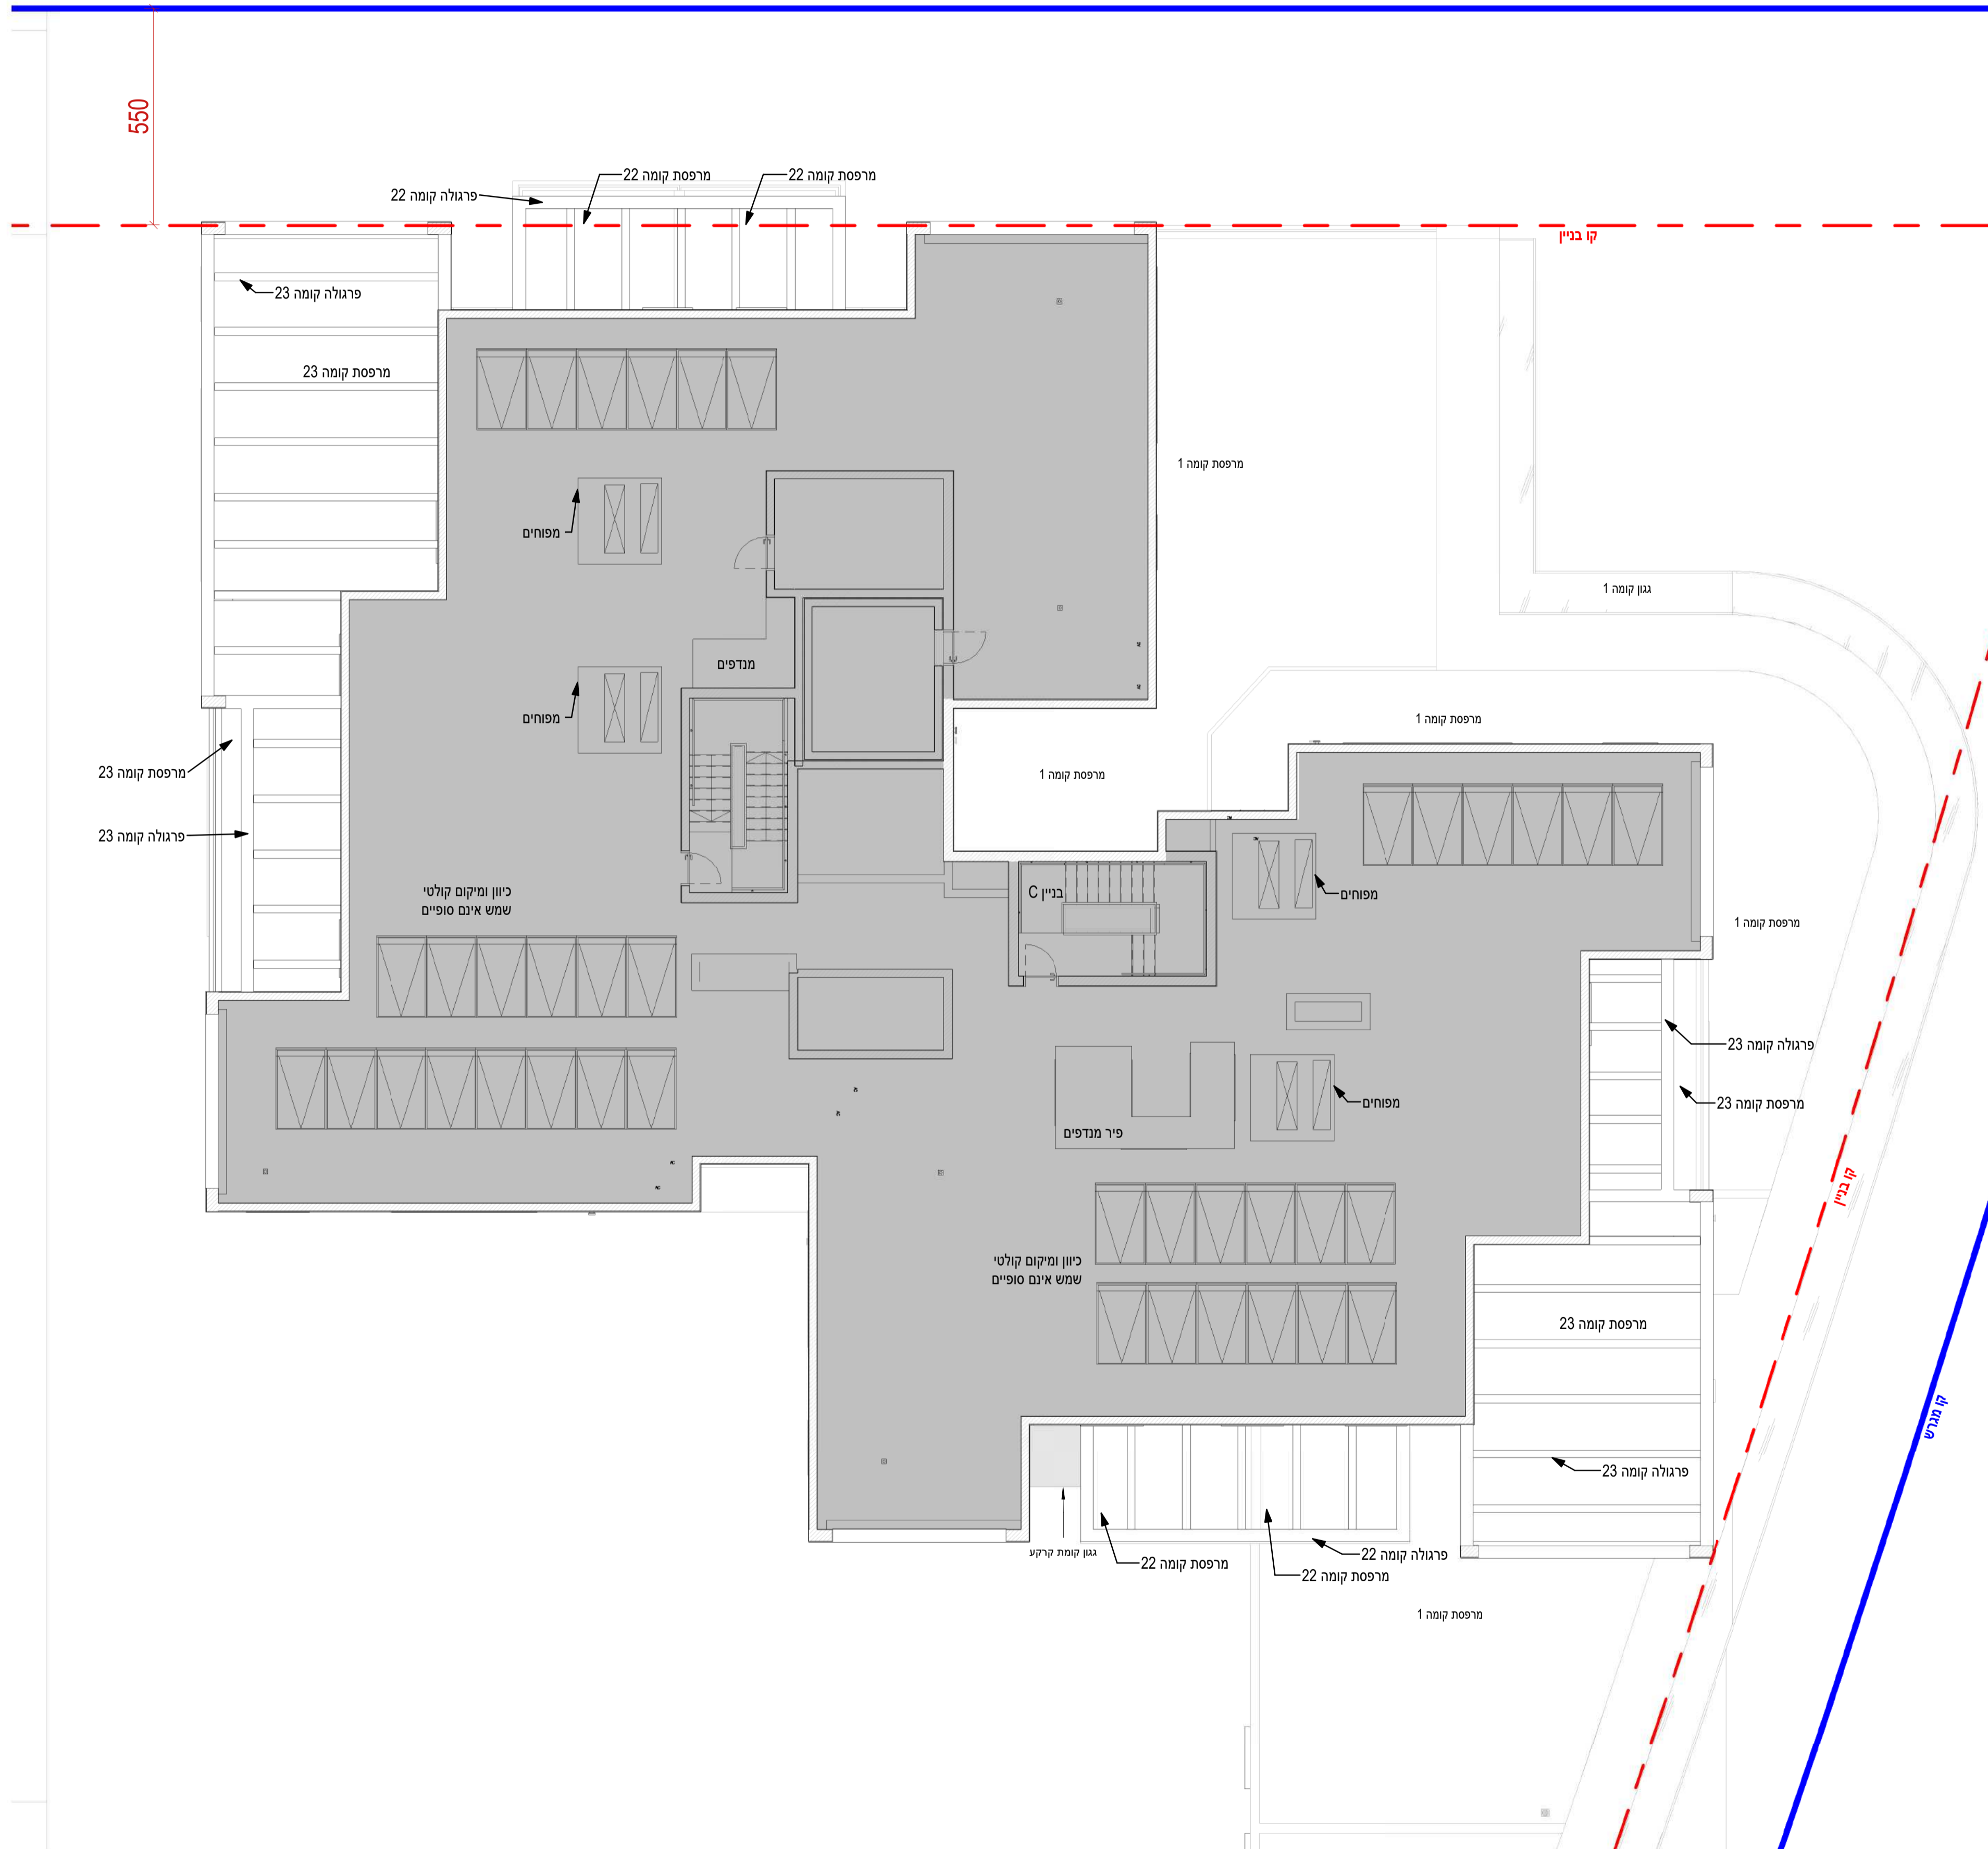 550
מרפסת קומה 22
מרפסת קומה 22
פרגולה קומה 22
קו בניין
פרגולה קומה 23
מרפסת קומה 23
מרפסת קומה 1
מפוחים
גגון קומה 1
מנדפים
מפוחים
מרפסת קומה 1
מרפסת קומה 1
מרפסת קומה 23
פרגולה קומה 23
כיוון ומיקום קולטי
שמש אינם סופיים
בניין C
מפוחים
מרפסת קומה 1
פרגולה קומה 23
מרפסת קומה 23
מפוחים
פיר מנדפים
קו בניין
כיוון ומיקום קולטי
שמש אינם סופיים
מרפסת קומה 23
קו מגרש
פרגולה קומה 23
גגון קומת קרקע
פרגולה קומה 22
מרפסת קומה 22
מרפסת קומה 22
מרפסת קומה 1